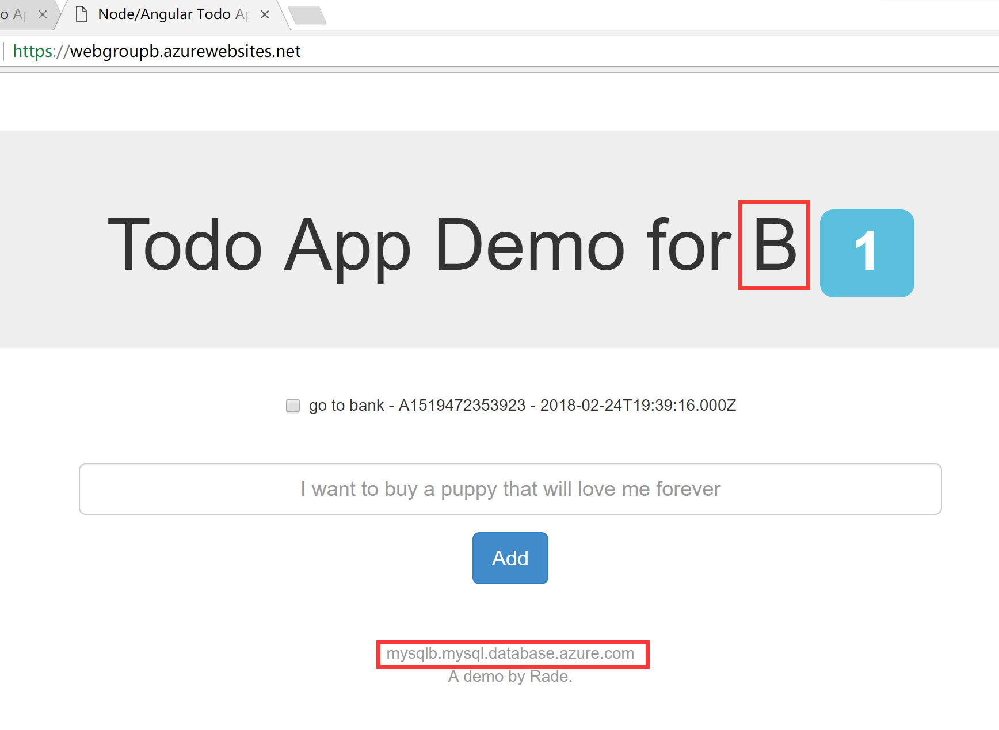 o Ap
Node/Angular Todo Ap
https://webgroupb.azurewebsites.net
Todo App Demo for B 1
go to bank - A1519472353923 - 2018-02-24T19:39:16.000Z
I want to buy a puppy that will love me forever
Add
mysqlb.mysql.database.azure.com
A demo by Rade.